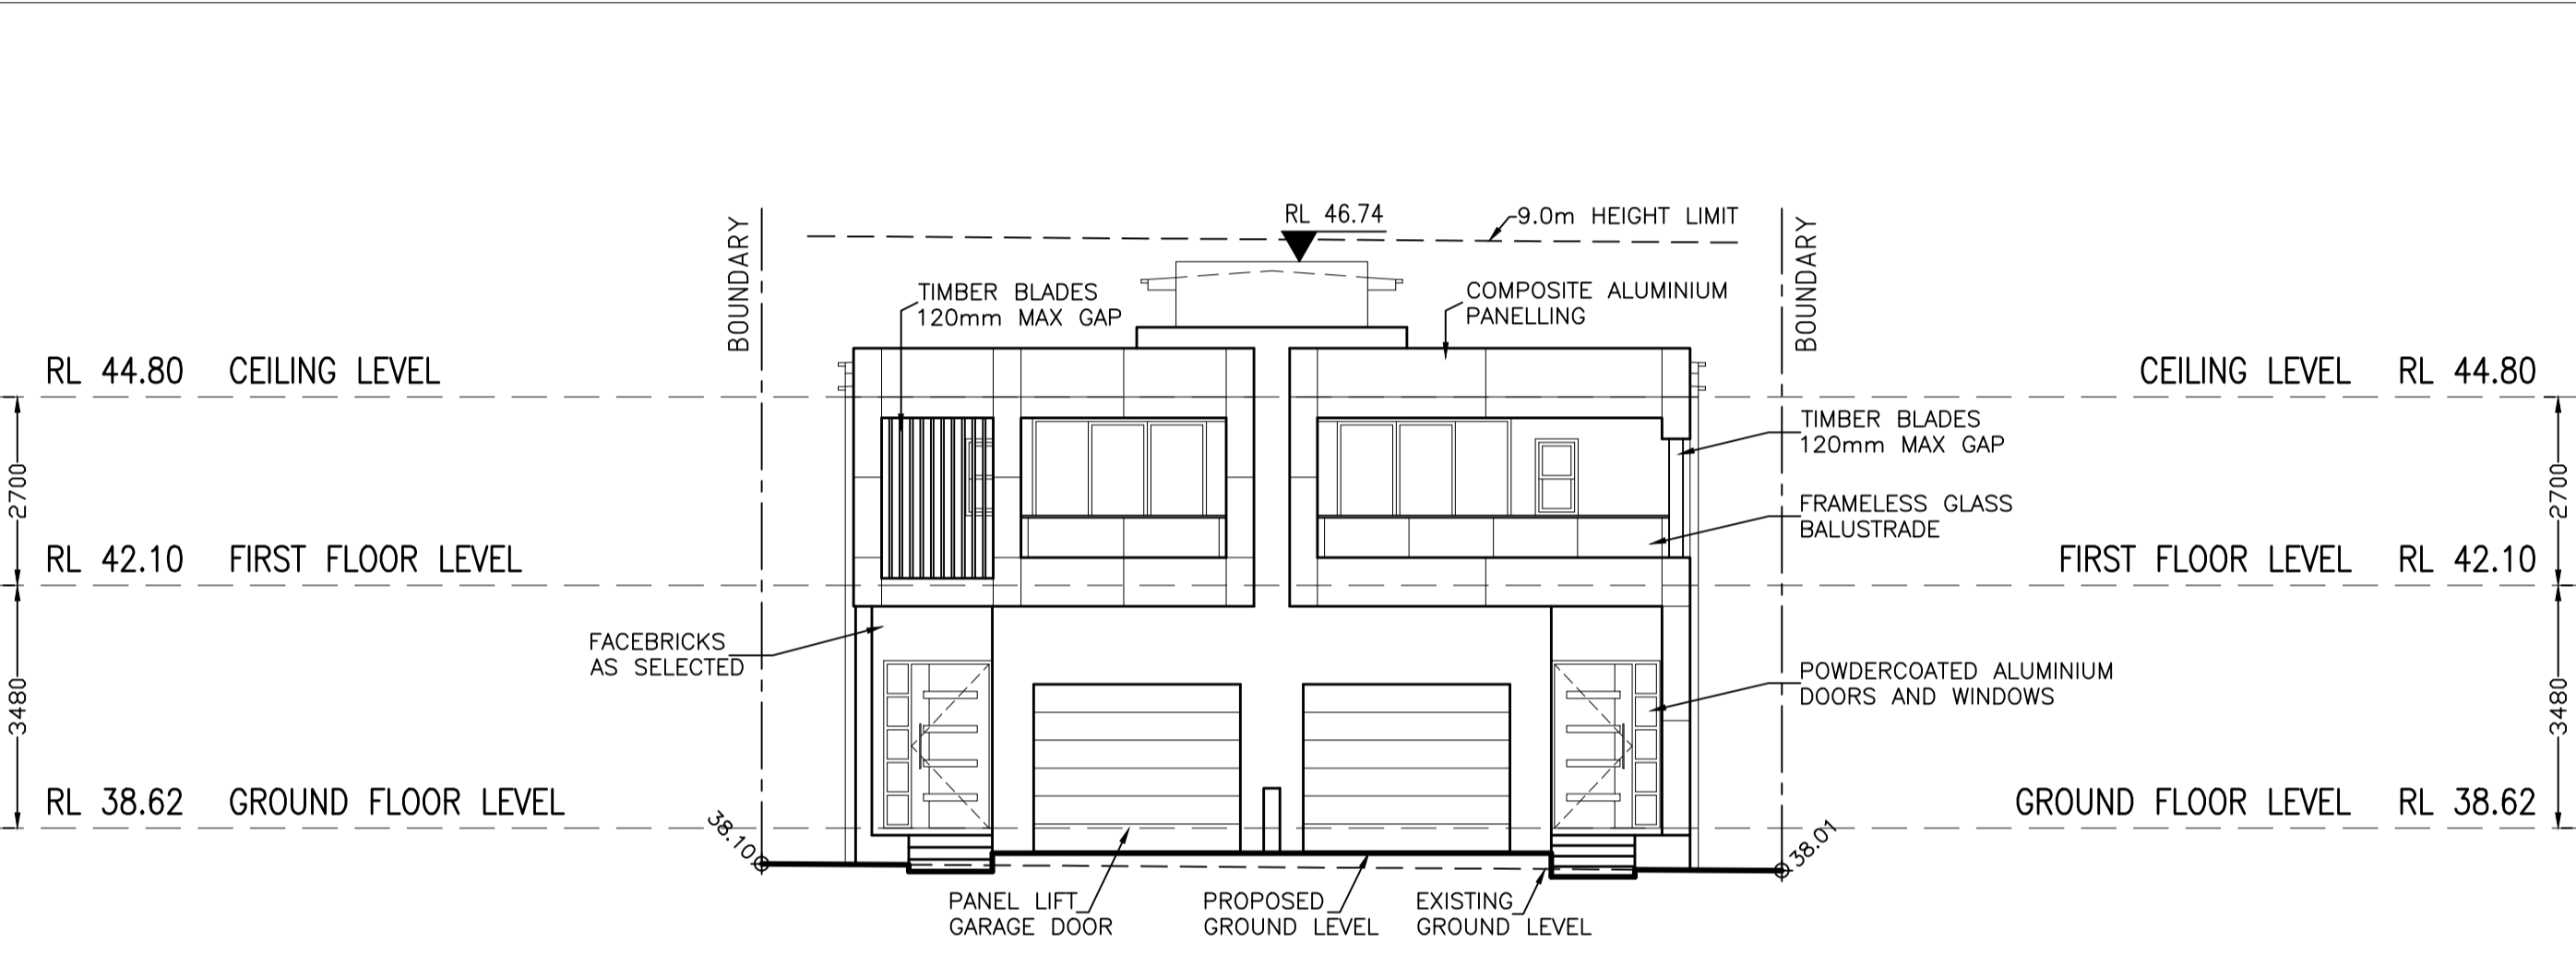 RL 46.74
9.0m HEIGHT LIMIT
BOUNDARY
BOUNDARY
TIMBER BLADES
120mm MAX GAP
COMPOSITE ALUMINIUM
PANELLING
RL 44.80 CEILING LEVEL
CEILING LEVEL RL 44.80
TIMBER BLADES
120mm MAX GAP
2700
2700
FRAMELESS GLASS
BALUSTRADE
RL 42.10 FIRST FLOOR LEVEL
FIRST FLOOR LEVEL RL 42.10
FACEBRICKS
AS SELECTED
POWDERCOATED ALUMINIUM
DOORS AND WINDOWS
3480
3480
RL 38.62 GROUND FLOOR LEVEL
GROUND FLOOR LEVEL RL 38.62
38.10
38.01
PANEL LIFT
GARAGE DOOR
PROPOSED
GROUND LEVEL
EXISTING
GROUND LEVEL